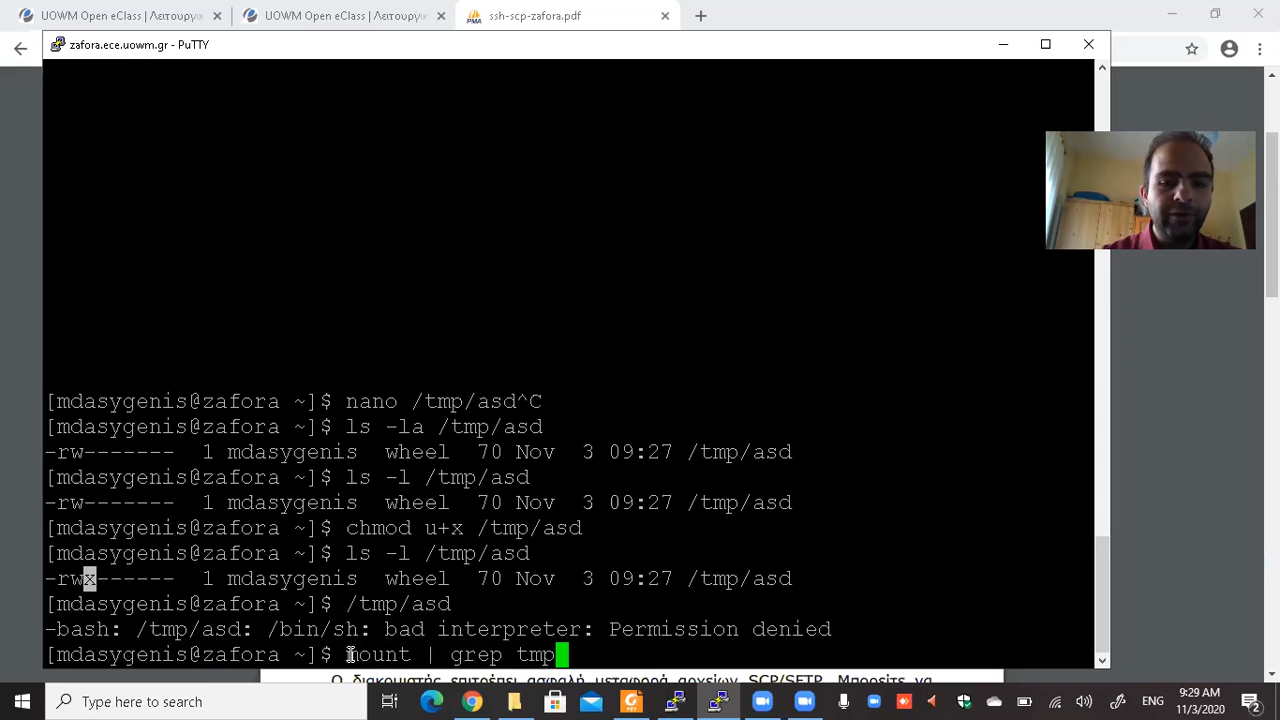 UOWM Open eClass | Λειτουργικ
UOWM Open eClass | Λειτουργικ
ssh-scp-zafora.pdf
zafora.ece.uowm.gr - PuTTY
[mdasygenis@zafora ~]$ nano /tmp/asd^C
[mdasygenis@zafora ~]$ ls -la /tmp/asd
-rw------- 1 mdasygenis wheel 70 Nov 3 09:27 /tmp/asd
[mdasygenis@zafora ~]$ ls -l /tmp/asd
-rw------- 1 mdasygenis wheel 70 Nov 3 09:27 /tmp/asd
[mdasygenis@zafora ~]$ chmod u+x /tmp/asd
[mdasygenis@zafora ~]$ ls -l /tmp/asd
-rwx------ 1 mdasygenis wheel 70 Nov 3 09:27 /tmp/asd
[mdasygenis@zafora ~]$ /tmp/asd
-bash: /tmp/asd: /bin/sh: bad interpreter: Permission denied
[mdasygenis@zafora ~]$ mount | grep tmp
Ο διακομιστής επιτρέπει ασφαλή μεταφορά αρχείων SCP/SFTP. Μπορείτε να
Type here to search
ENG
9:29 AM
11/3/2020
2